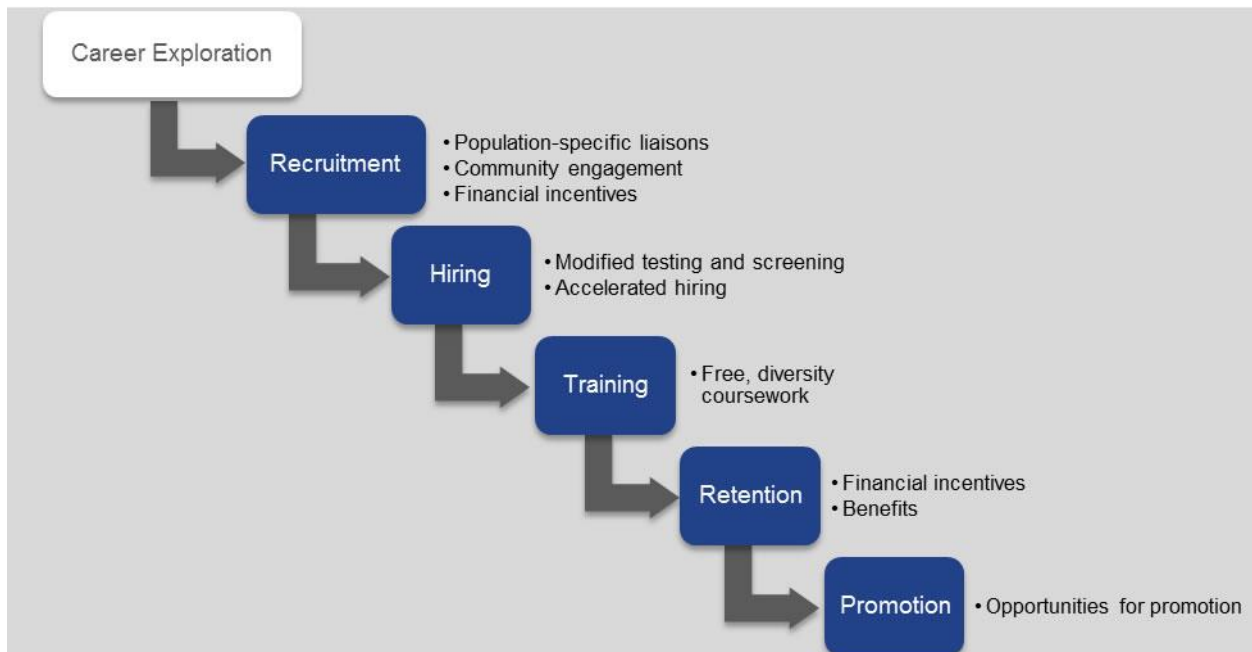 Career Exploration
Recruitment
• Population-specific liaisons
• Community engagement
• Financial incentives
Hiring
• Modified testing and screening
• Accelerated hiring
Training
• Free, diversity
coursework
Retention
• Financial incentives
• Benefits
Promotion
• Opportunities for promotion